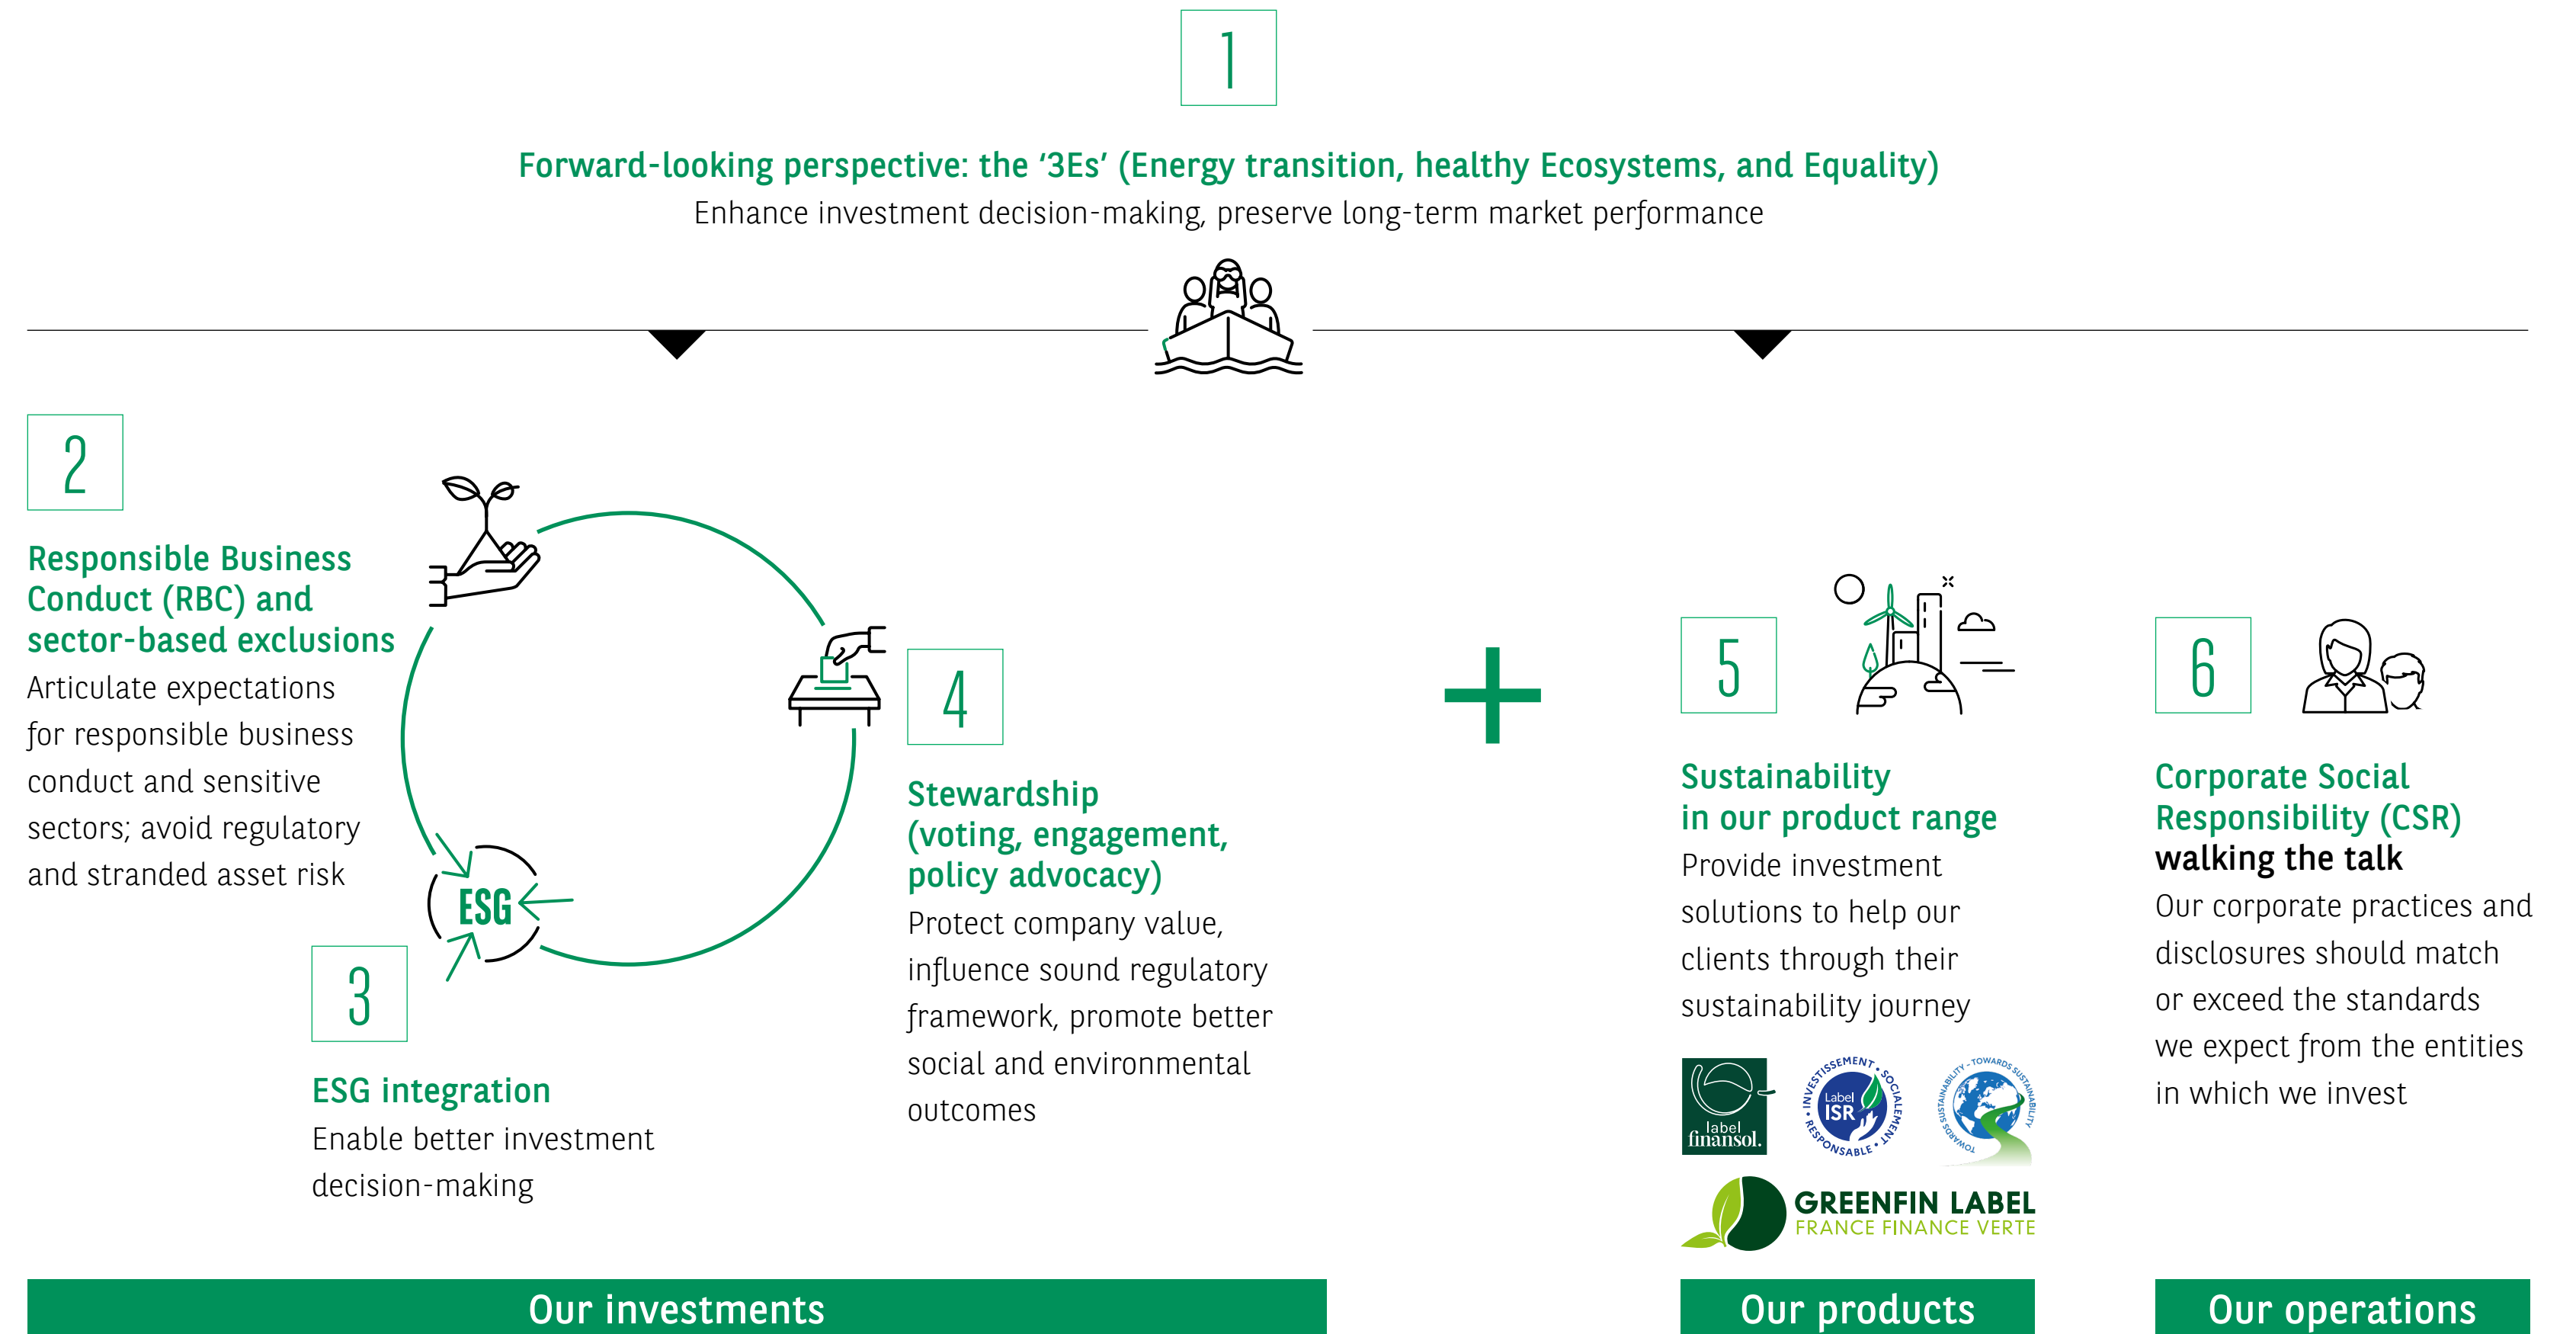 1
Forward-looking perspective: the ‘3Es’ (Energy transition, healthy Ecosystems, and Equality)
Enhance investment decision-making, preserve long-term market performance
2
Responsible Business
Conduct (RBC) and
sector-based exclusions
Articulate expectations
for responsible business
conduct and sensitive
sectors; avoid regulatory
and stranded asset risk
ESG
3
ESG integration
Enable better investment
decision-making
4
Stewardship
(voting, engagement,
policy advocacy)
Protect company value,
influence sound regulatory
framework, promote better
social and environmental
outcomes
+
5
Sustainability
in our product range
Provide investment
solutions to help our
clients through their
sustainability journey
label
finansol.
• INVESTISSEMENT • SOCIALEMENT • RESPONSABLE
Label
ISR
TOWARDS SUSTAINABILITY - TOWARDS SUSTAINABILITY
GREENFIN LABEL
FRANCE FINANCE VERTE
6
Corporate Social
Responsibility (CSR)
walking the talk
Our corporate practices and
disclosures should match
or exceed the standards
we expect from the entities
in which we invest
Our investments
Our products
Our operations